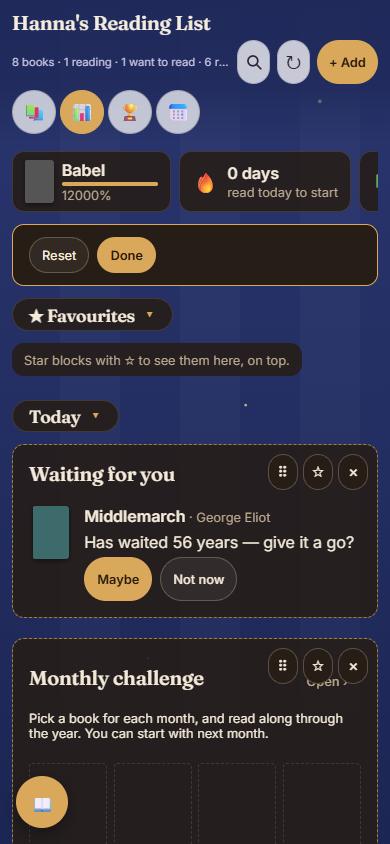 Hanna's Reading List
8 books · 1 reading · 1 want to read · 6 r...
+ Add
Babel
12000%
0 days
read today to start
Reset
Done
★ Favourites ▼
Star blocks with ☆ to see them here, on top.
Today ▼
Waiting for you
Middlemarch · George Eliot
Has waited 56 years — give it a go?
Maybe
Not now
Monthly challenge
Open ›
Pick a book for each month, and read along through
the year. You can start with next month.